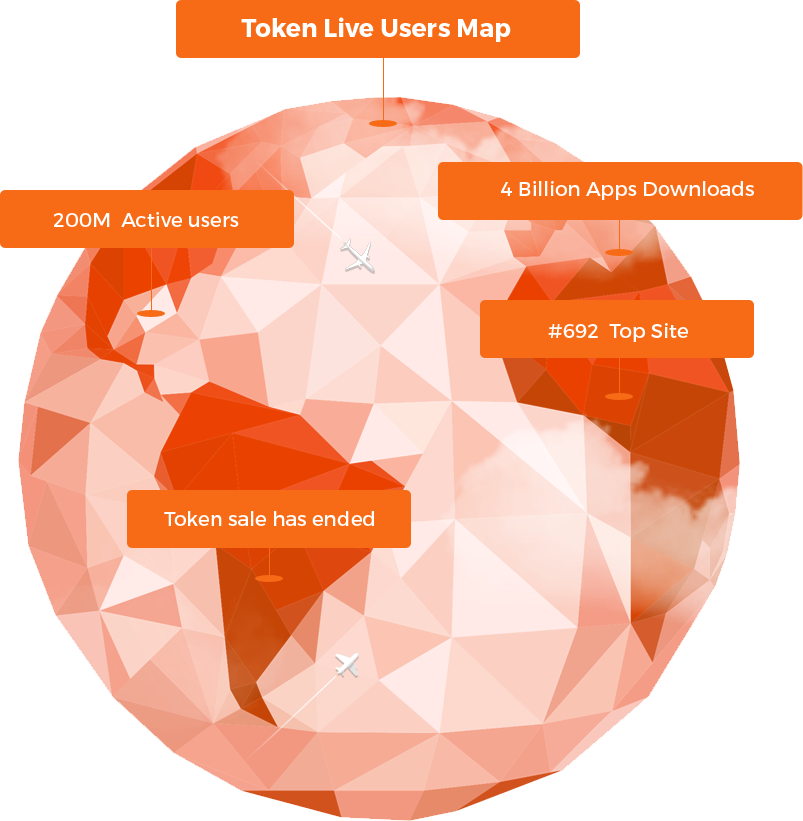 Token Live Users Map
4 Billion Apps Downloads
200M Active users
#692 Top Site
Token sale has ended